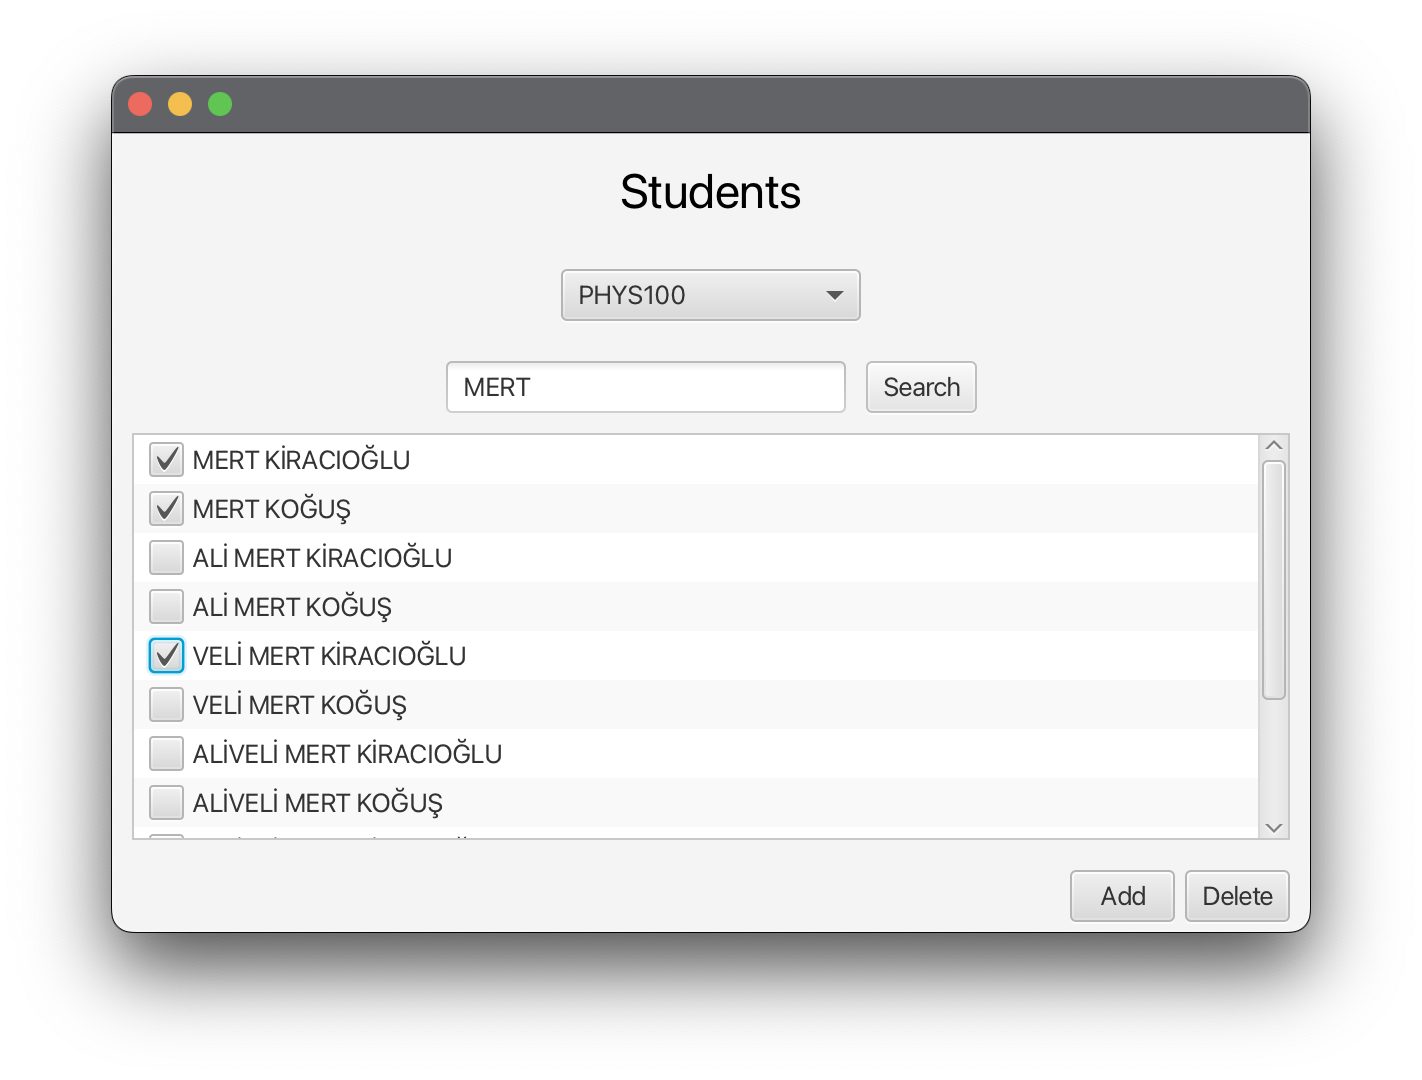 Students
PHYS100
MERT Search
MERT KİRACIOĞLU
MERT KOĞUŞ
ALİ MERT KİRACIOĞLU
ALİ MERT KOĞUŞ
VELİ MERT KİRACIOĞLU
VELİ MERT KOĞUŞ
ALİVELİ MERT KİRACIOĞLU
ALİVELİ MERT KOĞUŞ
Add Delete